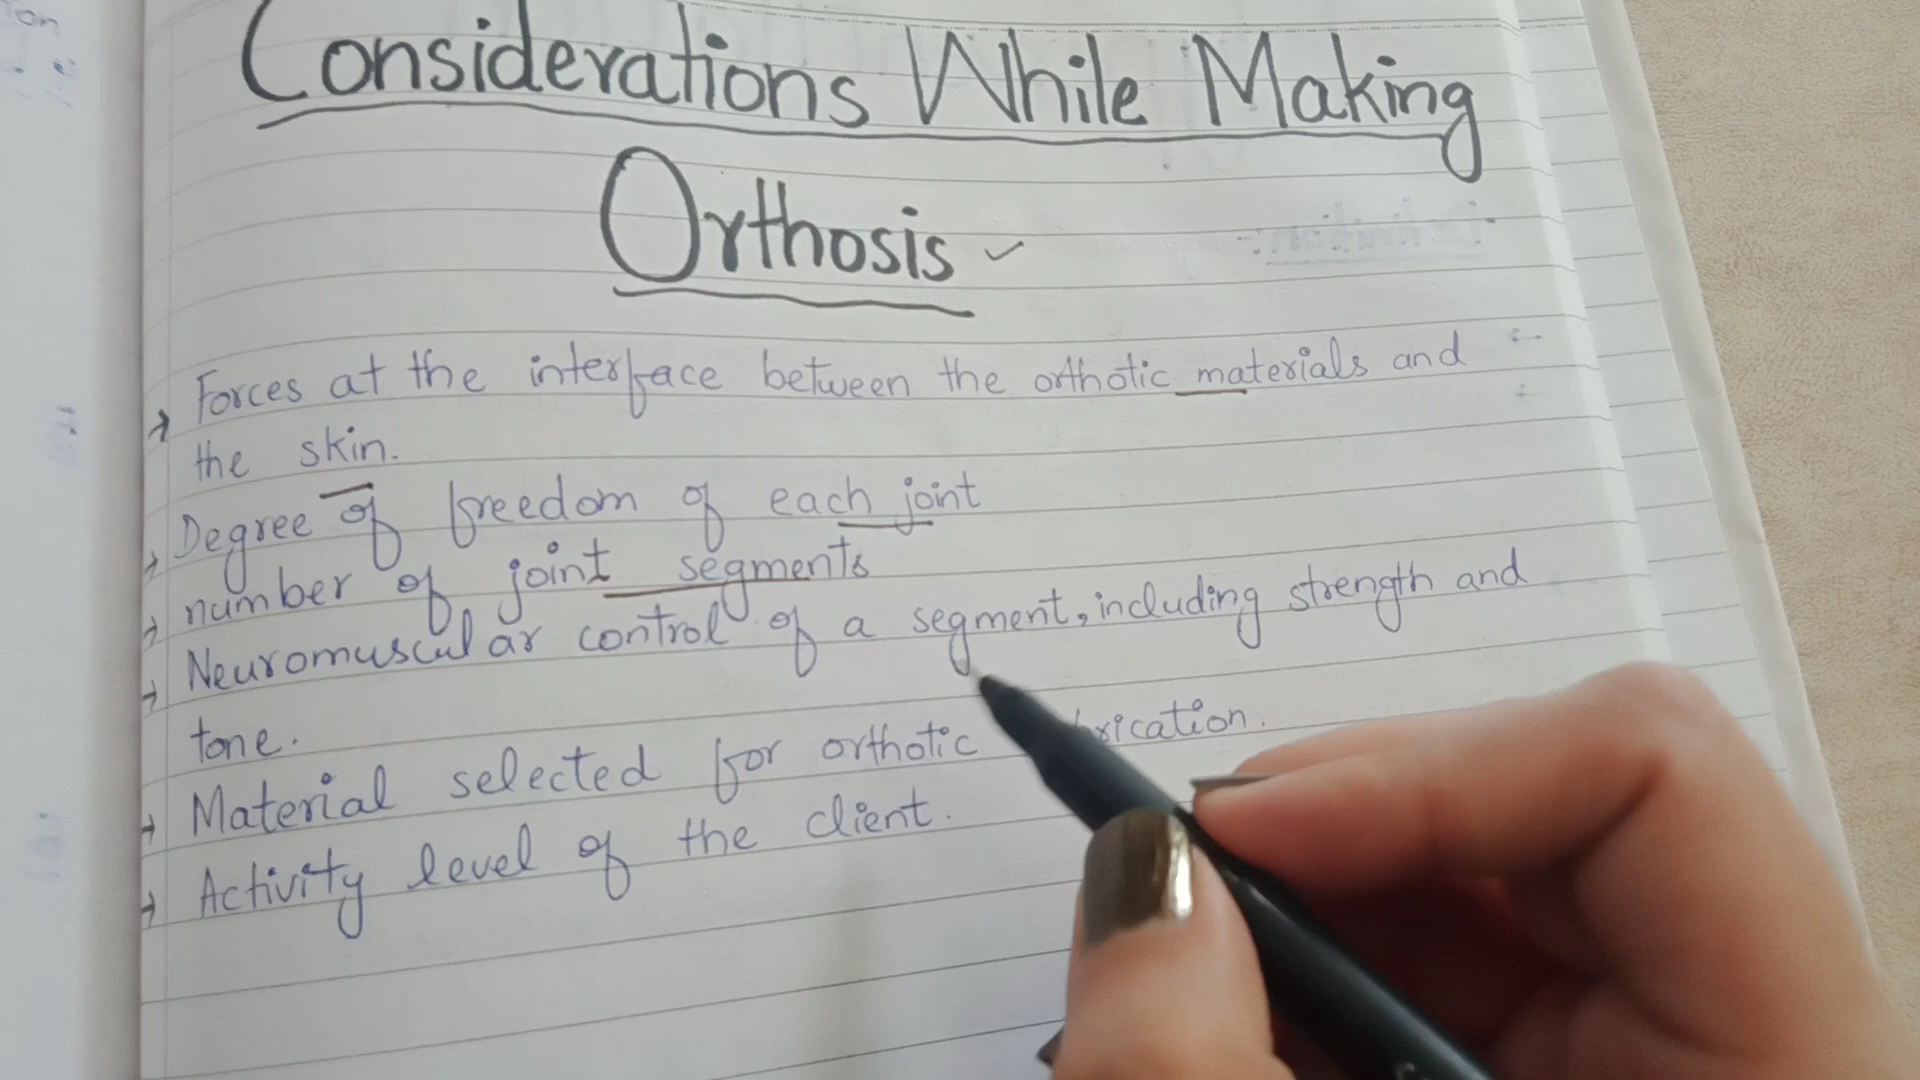 Considerations While Making
Orthosis
Forces at the interface between the orthotic materials and
the skin.
Degree of freedom of each joint
number of joint segments
Neuromuscular control of a segment, including strength and
tone.
Material selected for orthotic
Activity level of the client.